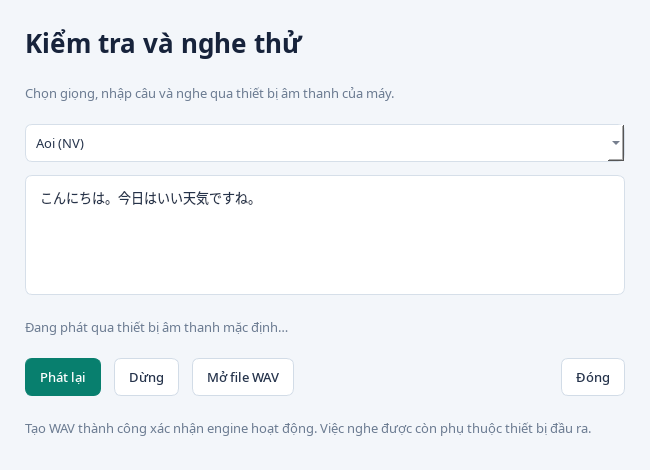 Kiểm tra và nghe thử
Chọn giọng, nhập câu và nghe qua thiết bị âm thanh của máy.
Aoi (NV)
こんにちは。今日はいい天気ですね。
Đang phát qua thiết bị âm thanh mặc định...
Phát lại Dừng Mở file WAV Đóng
Tạo WAV thành công xác nhận engine hoạt động. Việc nghe được còn phụ thuộc thiết bị đầu ra.